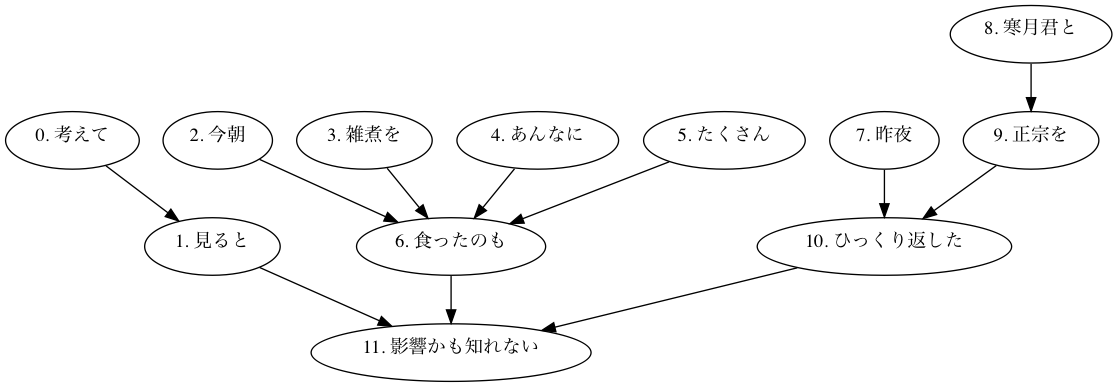 8. 寒月君と
0. 考えて
2. 今朝
3. 雑煮を
4. あんなに
5. たくさん
7. 昨夜
9. 正宗を
1. 見ると
6. 食ったのも
10. ひっくり返した
11. 影響かも知れない